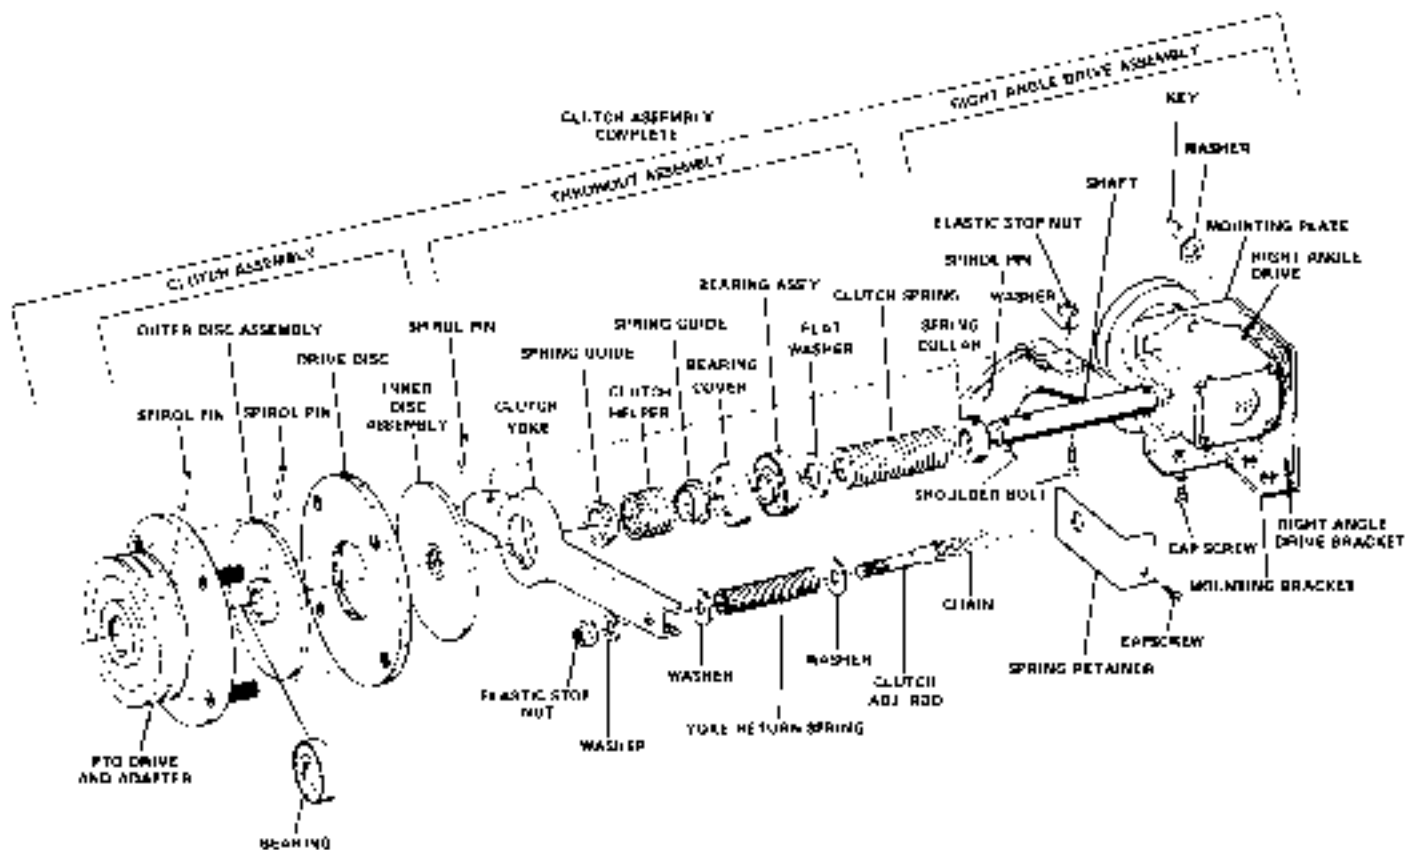 RIGHT ANGLE DRIVE ASSEMBLY
KEY
CLUTCH ASSEMBLY
COMPLETE
WASHER
THROWOUT ASSEMBLY
SHAFT
ELASTIC STOP NUT
MOUNTING PLATE
CLUTCH ASSEMBLY
SPIROL PIN
RIGHT ANGLE
DRIVE
BEARING ASS'Y
CLUTCH SPRING
WASHER
OUTER DISC ASSEMBLY
SPIROL PIN
SPRING GUIDE
FLAT
WASHER
SPRING
COLLAR
DRIVE DISC
SPRING GUIDE
BEARING
COVER
INNER
DISC
ASSEMBLY
CLUTCH
HELPER
SPIROL PIN
SPIROL PIN
CLUTCH
YOKE
SHOULDER BOLT
RIGHT ANGLE
DRIVE BRACKET
CAP SCREW
MOUNTING BRACKET
CHAIN
CAPSCREW
WASHER
SPRING RETAINER
WASHER
CLUTCH
ADJ. ROD
ELASTIC STOP
NUT
YOKE RETURN SPRING
WASHER
PTO DRIVE
AND ADAPTER
BEARING